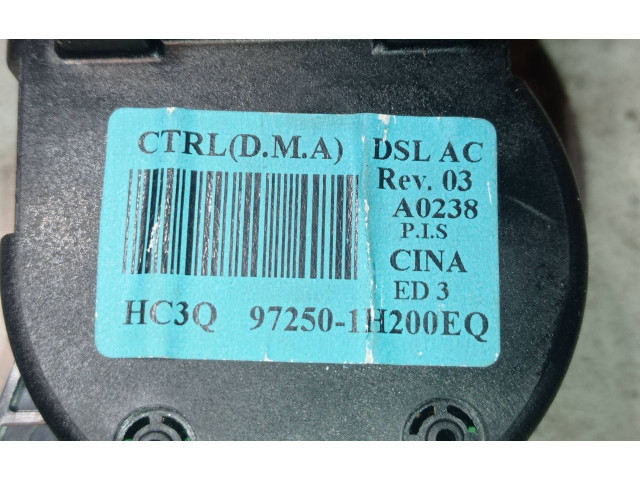 CTRL(D.M.A) DSL AC
Rev. 03
A0238
P.I.S
CINA
ED 3
HC3Q 97250-1H200EQ